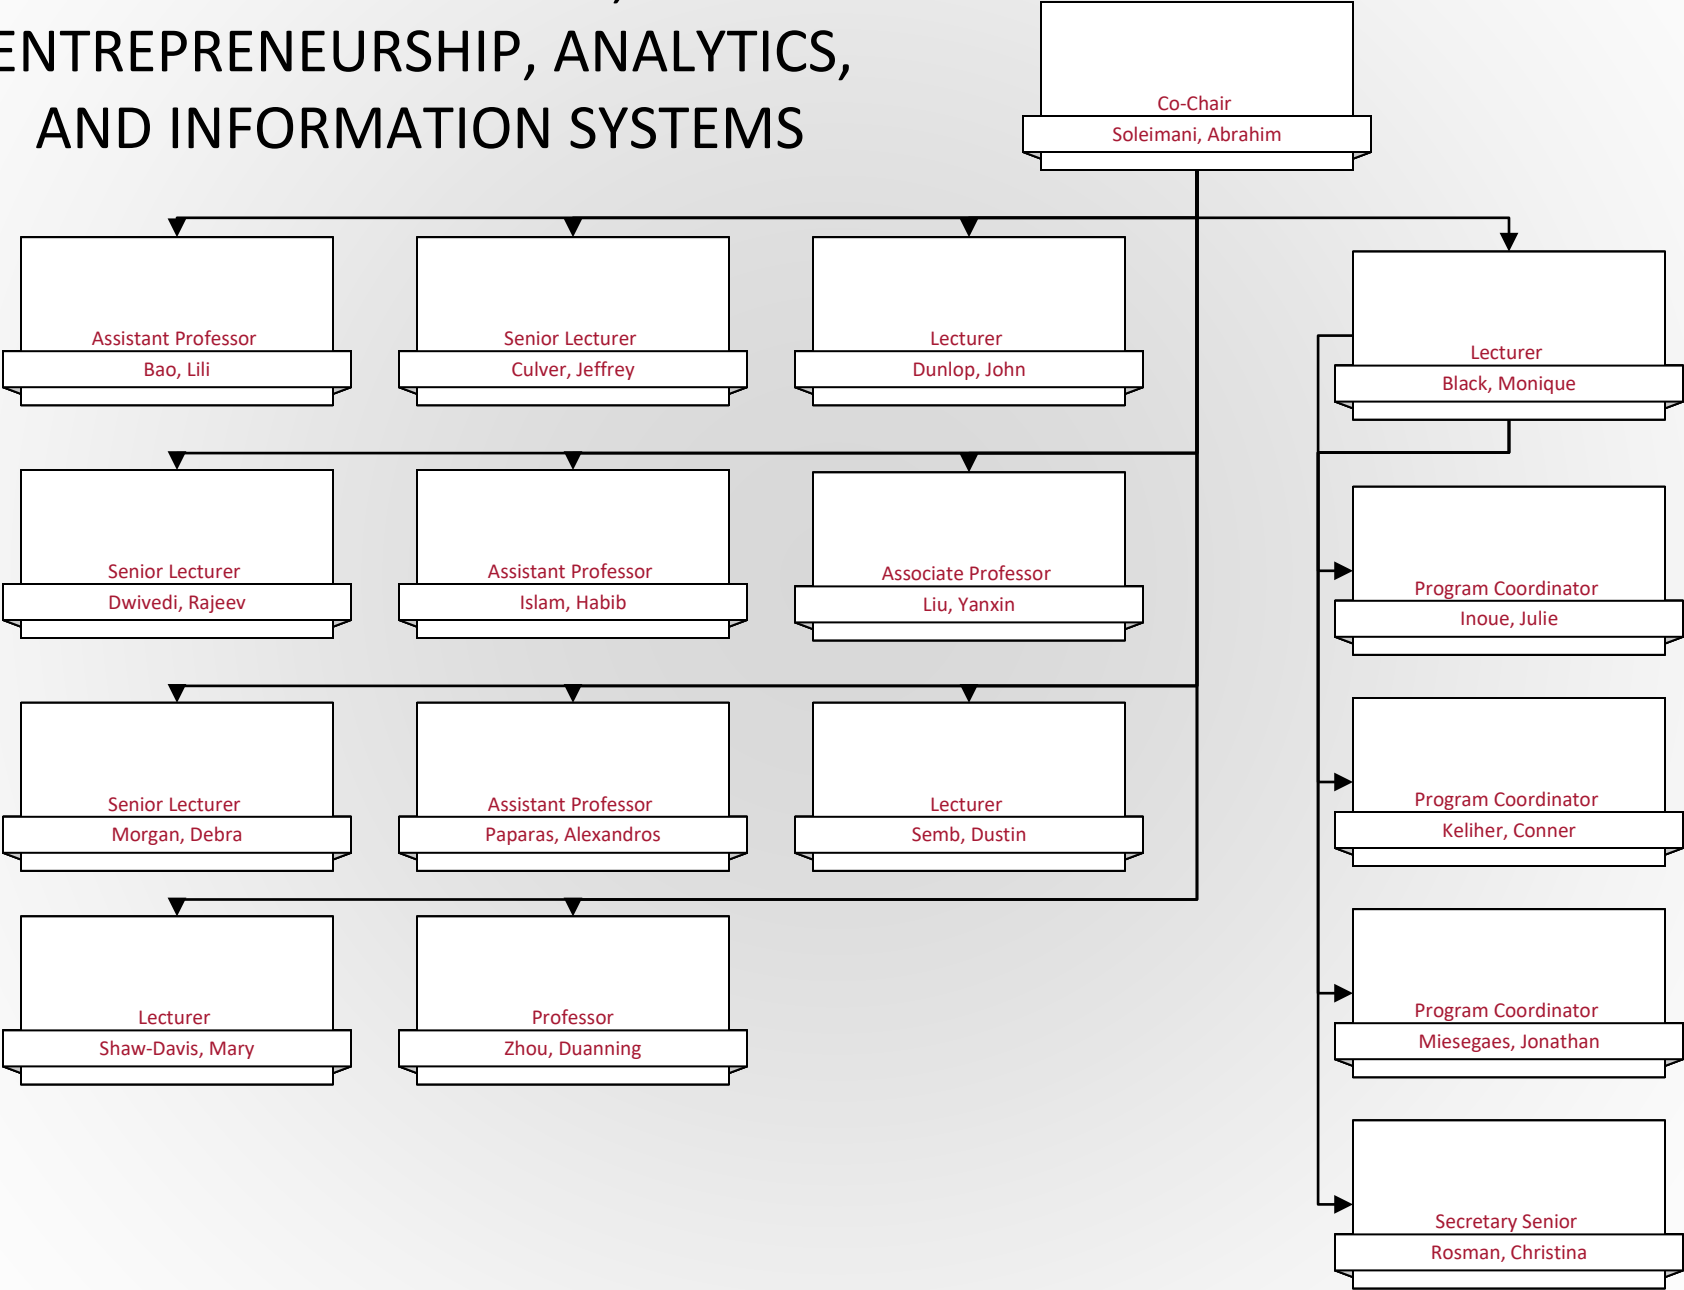 ENTREPRENEURSHIP, ANALYTICS,
AND INFORMATION SYSTEMS
Co-Chair
Soleimani, Abrahim
Assistant Professor
Bao, Lili
Senior Lecturer
Culver, Jeffrey
Lecturer
Dunlop, John
Lecturer
Black, Monique
Senior Lecturer
Dwivedi, Rajeev
Assistant Professor
Islam, Habib
Associate Professor
Liu, Yanxin
Program Coordinator
Inoue, Julie
Senior Lecturer
Morgan, Debra
Assistant Professor
Paparas, Alexandros
Lecturer
Semb, Dustin
Program Coordinator
Keliher, Conner
Lecturer
Shaw-Davis, Mary
Professor
Zhou, Duanning
Program Coordinator
Miesegaes, Jonathan
Secretary Senior
Rosman, Christina